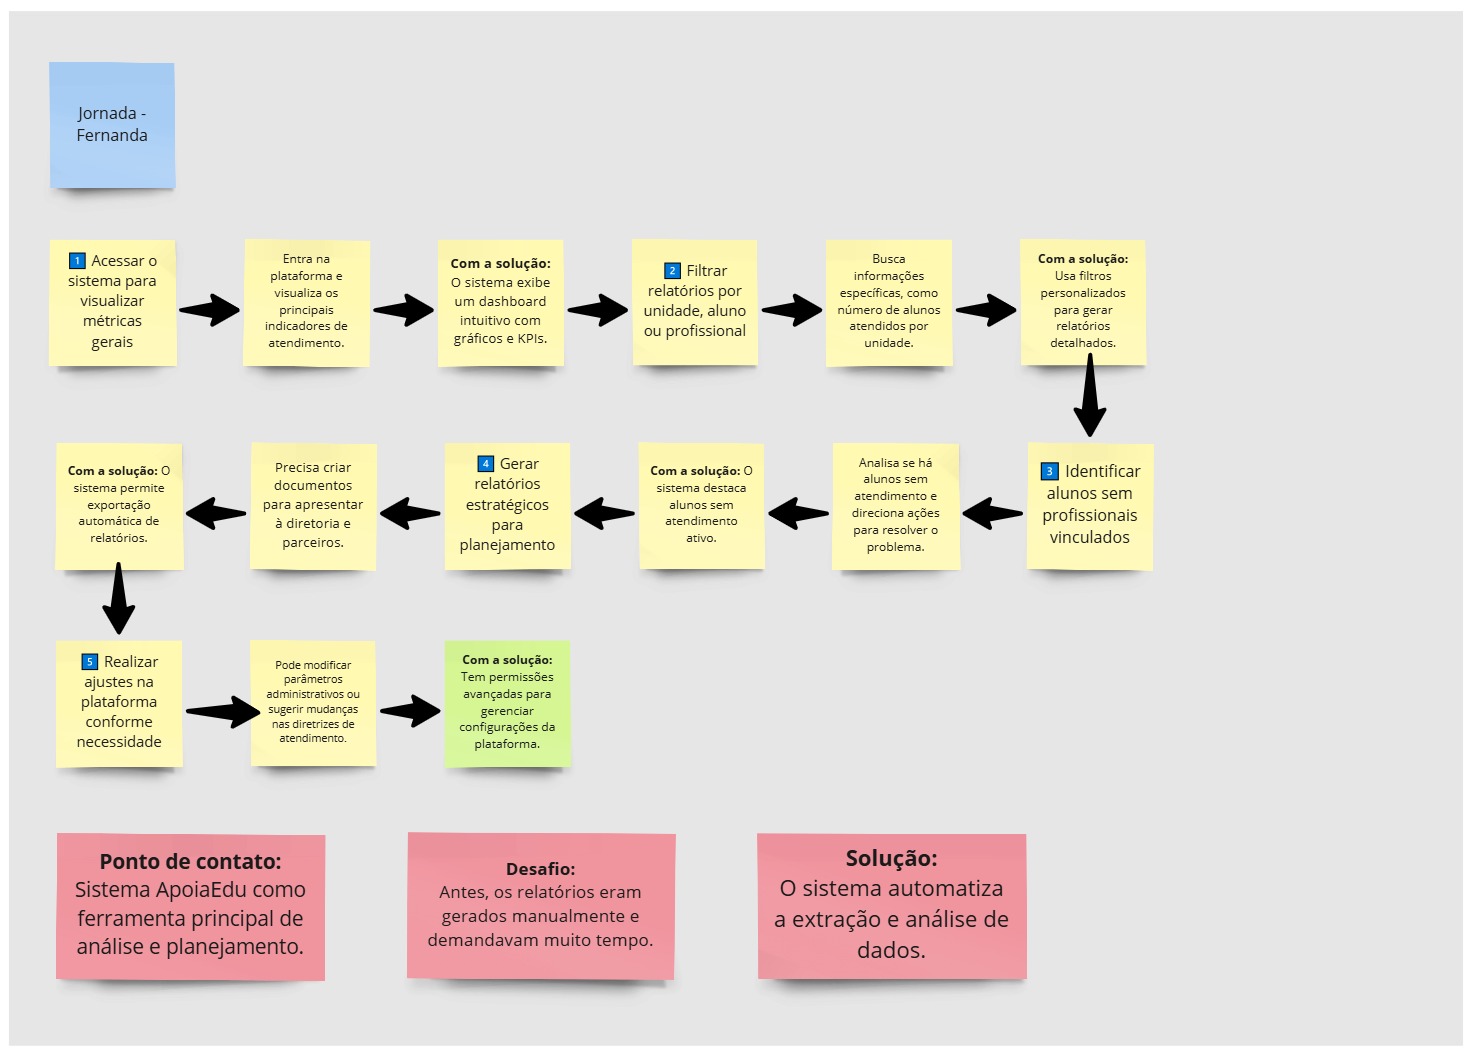 Jornada -
Fernanda
1 Acessar o
sistema para
visualizar
métricas
gerais
Entra na
plataforma e
visualiza os
principais
indicadores de
atendimento.
Com a solução:
O sistema exibe
um dashboard
intuitivo com
gráficos e KPIs.
2 Filtrar
relatórios por
unidade, aluno
ou profissional
Busca
informações
específicas, como
número de alunos
atendidos por
unidade.
Com a solução:
Usa filtros
personalizados
para gerar
relatórios
detalhados.
3 Identificar
alunos sem
profissionais
vinculados
Analisa se há
alunos sem
atendimento e
direciona ações
para resolver o
problema.
Com a solução: O
sistema destaca
alunos sem
atendimento
ativo.
4 Gerar
relatórios
estratégicos
para
planejamento
Precisa criar
documentos
para apresentar
à diretoria e
parceiros.
Com a solução: O
sistema permite
exportação
automática de
relatórios.
5 Realizar
ajustes na
plataforma
conforme
necessidade
Pode modificar
parâmetros
administrativos ou
sugerir mudanças
nas diretrizes de
atendimento.
Com a solução:
Tem permissões
avançadas para
gerenciar
configurações da
plataforma.
Ponto de contato:
Sistema ApoiaEdu como
ferramenta principal de
análise e planejamento.
Desafio:
Antes, os relatórios eram
gerados manualmente e
demandavam muito tempo.
Solução:
O sistema automatiza
a extração e análise de
dados.